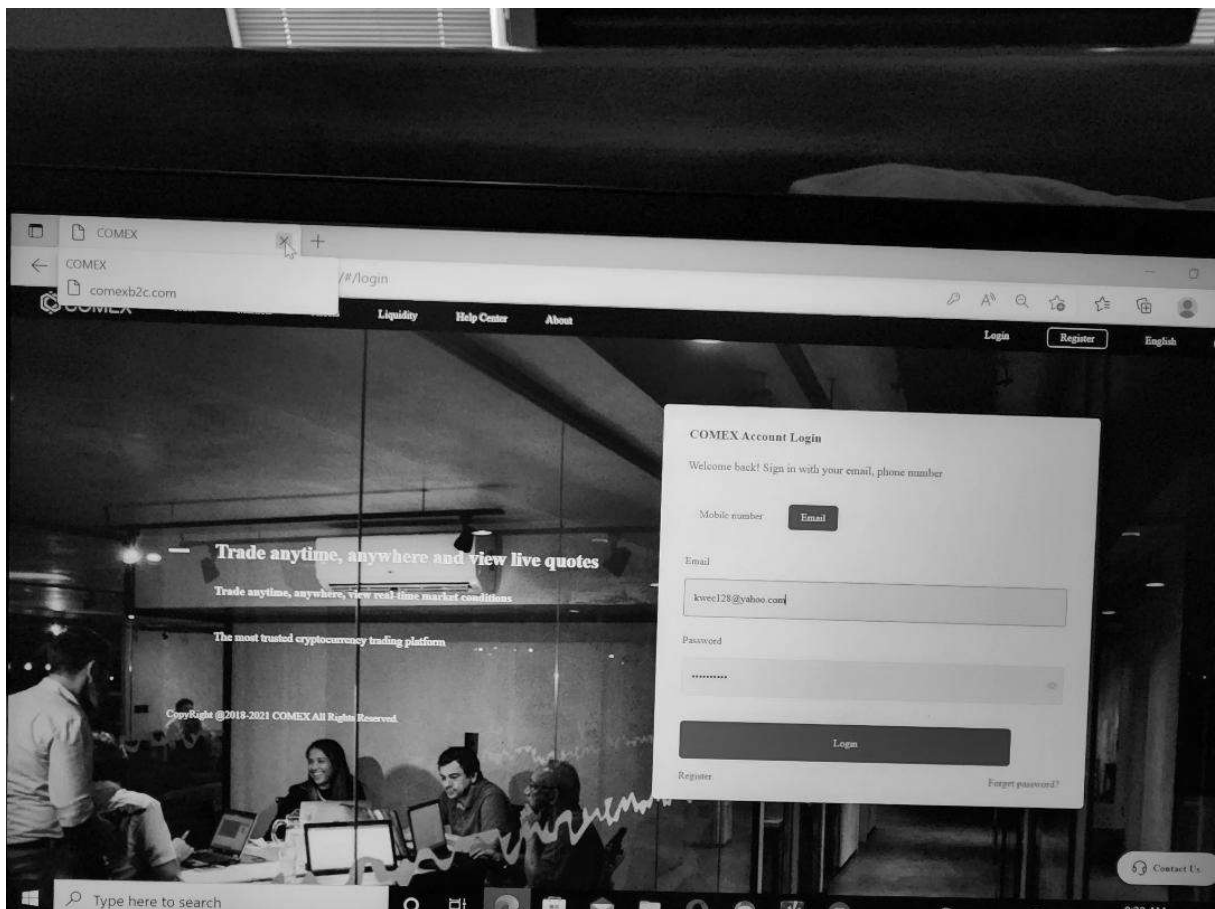 COMEX
COMEX
/#/login
comexb2c.com
COMEX
Liquidity
Help Center
About
Login
Register
English
COMEX Account Login
Welcome back! Sign in with your email, phone number
Mobile number
Email
Email
kwee128@yahoo.com
Password
••••••••••
Login
Register
Forget password?
Trade anytime, anywhere and view live quotes
Trade anytime, anywhere, view real-time market conditions
The most trusted cryptocurrency trading platform
CopyRight @2018-2021 COMEX All Rights Reserved.
Contact Us
Type here to search